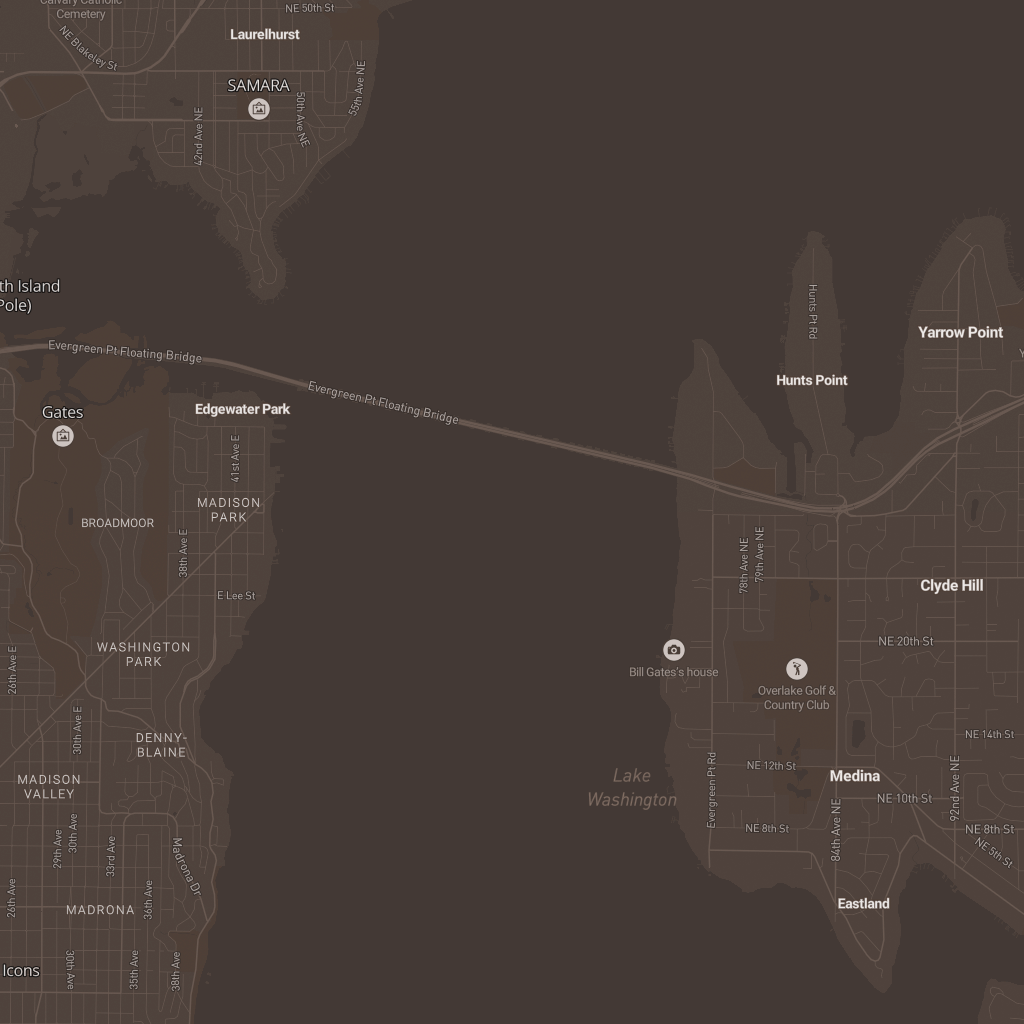 Calvary Catholic
Cemetery
NE 50th St
Laurelhurst
NE Blakeley St
SAMARA
42nd Ave NE
50th Ave NE
55th Ave NE
th Island
Pole)
Evergreen Pt Floating Bridge
Evergreen Pt Floating Bridge
Hunts Pt Rd
Yarrow Point
Y
Hunts Point
Gates
Edgewater Park
41st Ave E
MADISON
PARK
BROADMOOR
38th Ave E
78th Ave NE
79th Ave NE
Clyde Hill
E Lee St
NE 20th St
WASHINGTON
PARK
26th Ave E
Bill Gates's house
Overlake Golf &
Country Club
30th Ave E
DENNY-
BLAINE
NE 14th St
NE 12th St
Medina
Lake
Washington
Evergreen Pt Rd
92nd Ave NE
MADISON
VALLEY
NE 10th St
NE 8th St
84th Ave NE
NE 8th St
NE 5th St
29th Ave
30th Ave
33rd Ave
Madrona Dr
26th Ave
36th Ave
MADRONA
Eastland
Icons
30th Ave
35th Ave
38th Ave